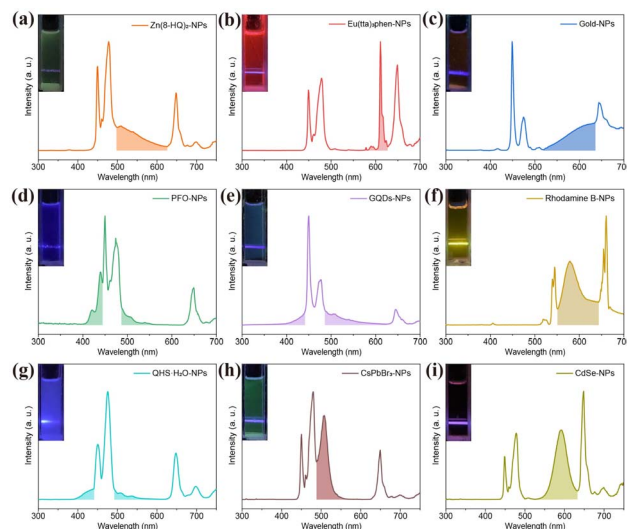 (a) Zn(8-HQ)₂-NPs
Intensity (a. u.)
300 400 500 600 700
Wavelength (nm)
(b) Eu(tta)₃phen-NPs
Intensity (a. u.)
300 400 500 600 700
Wavelength (nm)
(c) Gold-NPs
Intensity (a. u.)
300 400 500 600 700
Wavelength (nm)
(d) PFO-NPs
Intensity (a. u.)
300 400 500 600 700
Wavelength (nm)
(e) GQDs-NPs
Intensity (a. u.)
300 400 500 600 700
Wavelength (nm)
(f) Rhodamine B-NPs
Intensity (a. u.)
300 400 500 600 700
Wavelength (nm)
(g) QHS·H₂O-NPs
Intensity (a. u.)
300 400 500 600 700
Wavelength (nm)
(h) CsPbBr₃-NPs
Intensity (a. u.)
300 400 500 600 700
Wavelength (nm)
(i) CdSe-NPs
Intensity (a. u.)
300 400 500 600 700
Wavelength (nm)